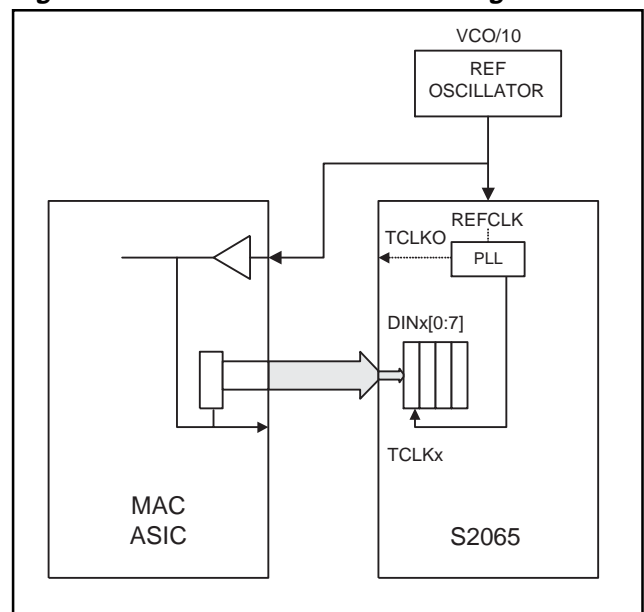 VCO/10
REF
OSCILLATOR
REFCLK
TCLKO
PLL
DINx[0:7]
TCLKx
MAC
ASIC
S2065